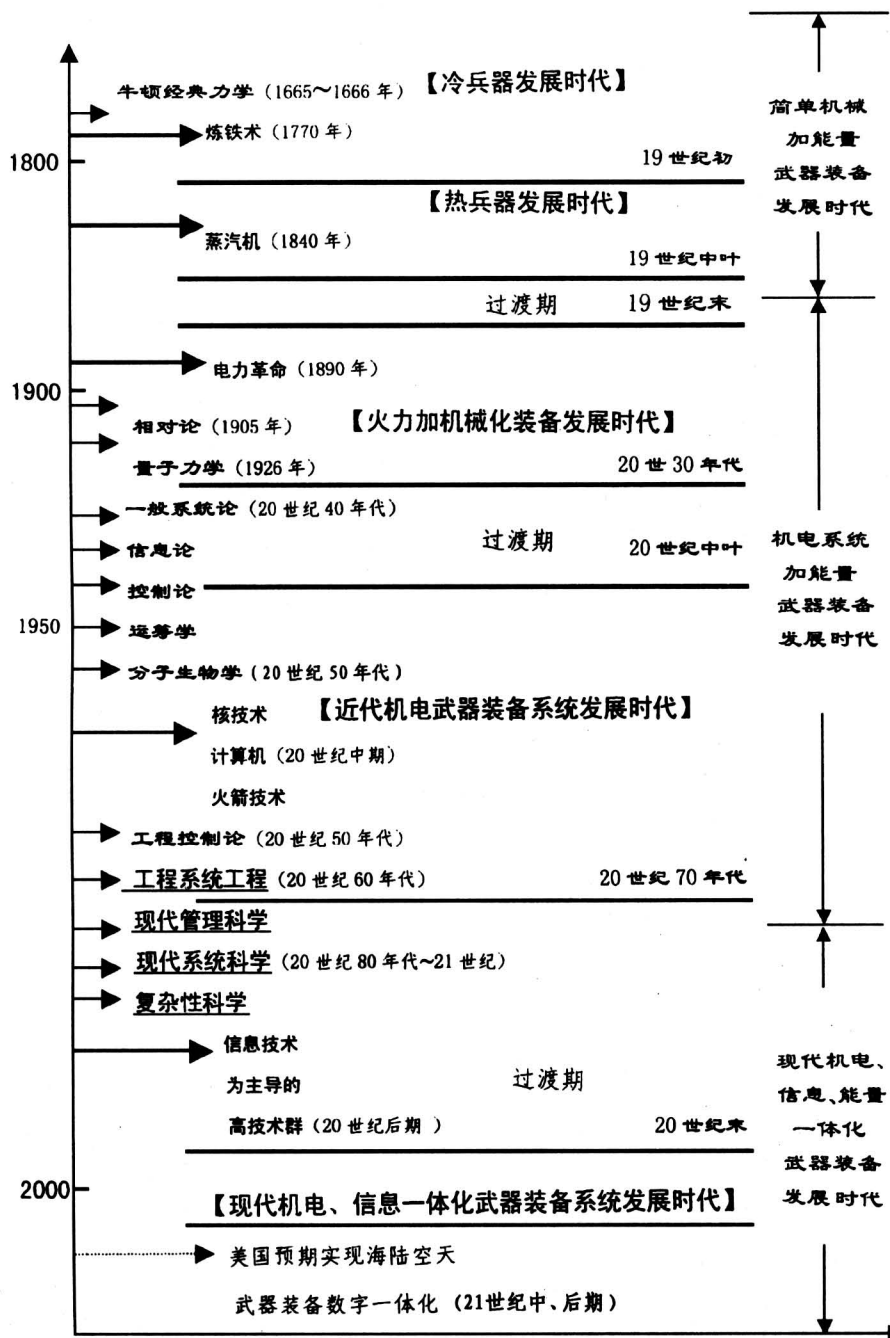 牛顿经典力学（1665～1666 年）【冷兵器发展时代】
炼铁术（1770 年）
1800
19 世纪初
【热兵器发展时代】
蒸汽机（1840 年）
19 世纪中叶
过渡期 19 世纪末
电力革命（1890 年）
1900
相对论（1905 年）【火力加机械化装备发展时代】
量子力学（1926 年） 20 世 30 年代
一般系统论（20 世纪 40 年代）
信息论 过渡期 20 世纪中叶
控制论
1950 运筹学
分子生物学（20 世纪 50 年代）
核技术 【近代机电武器装备系统发展时代】
计算机（20 世纪中期）
火箭技术
工程控制论（20 世纪 50 年代）
工程系统工程（20 世纪 60 年代） 20 世纪 70 年代
现代管理科学
现代系统科学（20 世纪 80 年代~21 世纪）
复杂性科学
信息技术
为主导的 过渡期
高技术群（20 世纪后期 ） 20 世纪末
2000
【现代机电、信息一体化武器装备系统发展时代】
美国预期实现海陆空天
武器装备数字一体化（21世纪中、后期）
简单机械
加能量
武器装备
发展时代
机电系统
加能量
武器装备
发展时代
现代机电、
信息、能量
一体化
武器装备
发展时代